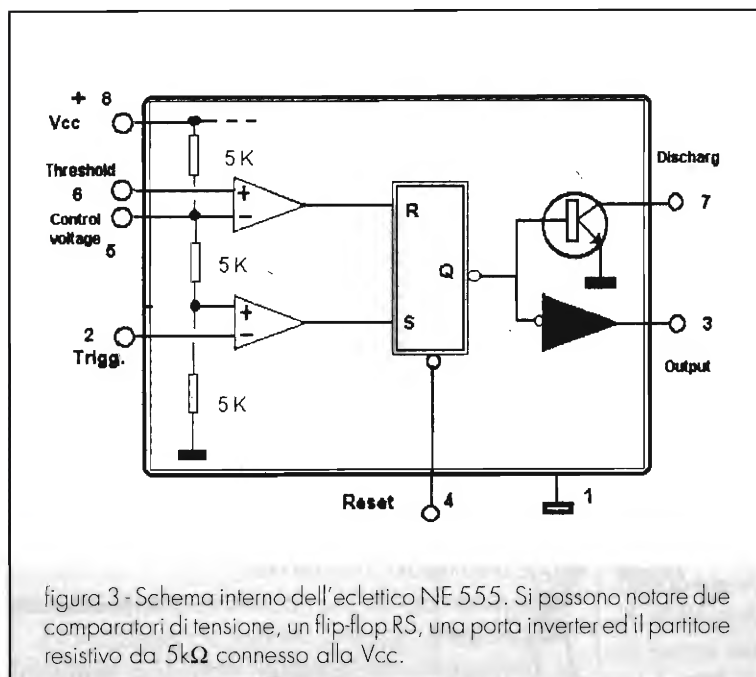 + 8
Vcc
5K
Threshold
6
Control
voltage
5
+
-
R
5K
Q
+
-
S
2
Trigg.
5K
Discharg
7
3
Output
Reset 4
1
figura 3 - Schema interno dell'eclettico NE 555. Si possono notare due
comparatori di tensione, un flip-flop RS, una porta inverter ed il partitore
resistivo da 5kΩ connesso alla Vcc.